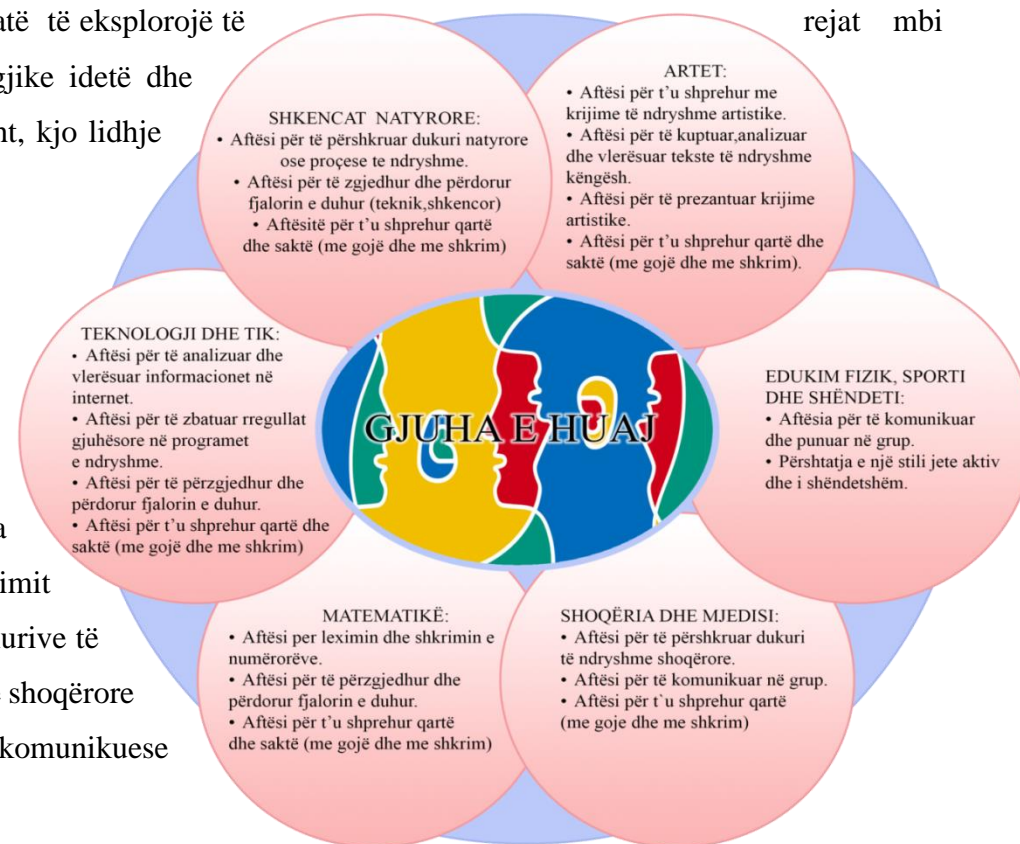 atë të eksplorojë të rejat mbi
gjike idetë dhe
nt, kjo lidhje
SHKENCAT NATYRORE:
• Aftësi për të përshkruar dukuri natyrore
ose proçese te ndryshme.
• Aftësi për të zgjedhur dhe përdorur
fjalorin e duhur (teknik,shkencor)
• Aftësitë për t'u shprehur qartë
dhe saktë (me gojë dhe me shkrim)
ARTET:
• Aftësi për t'u shprehur me
krijime të ndryshme artistike.
• Aftësi për të kuptuar,analizuar
dhe vlerësuar tekste të ndryshme
këngësh.
• Aftësi për të prezantuar krijime
artistike.
• Aftësi për t'u shprehur qartë dhe
saktë (me gojë dhe me shkrim).
TEKNOLOGJI DHE TIK:
• Aftësi për të analizuar dhe
vlerësuar informacionet në
internet.
• Aftësi për të zbatuar rregullat
gjuhësore në programet
e ndryshme.
• Aftësi për të përzgjedhur dhe
përdorur fjalorin e duhur.
• Aftësi për t'u shprehur qartë dhe
saktë (me gojë dhe me shkrim)
GJUHA E HUAJ
EDUKIM FIZIK, SPORTI
DHE SHËNDETI:
• Aftësia për të komunikuar
dhe punuar në grup.
• Përshtatja e një stili jete aktiv
dhe i shëndetshëm.
a
imit
urive të
shoqërore
komunikuese
MATEMATIKË:
• Aftësi per leximin dhe shkrimin e
numërorëve.
• Aftësi për të përzgjedhur dhe
përdorur fjalorin e duhur.
• Aftësi për t'u shprehur qartë
dhe saktë (me gojë dhe me shkrim)
SHOQËRIA DHE MJEDISI:
• Aftësi për të përshkruar dukuri
të ndryshme shoqërore.
• Aftësi për të komunikuar në grup.
• Aftësi për t`u shprehur qartë
(me goje dhe me shkrim)